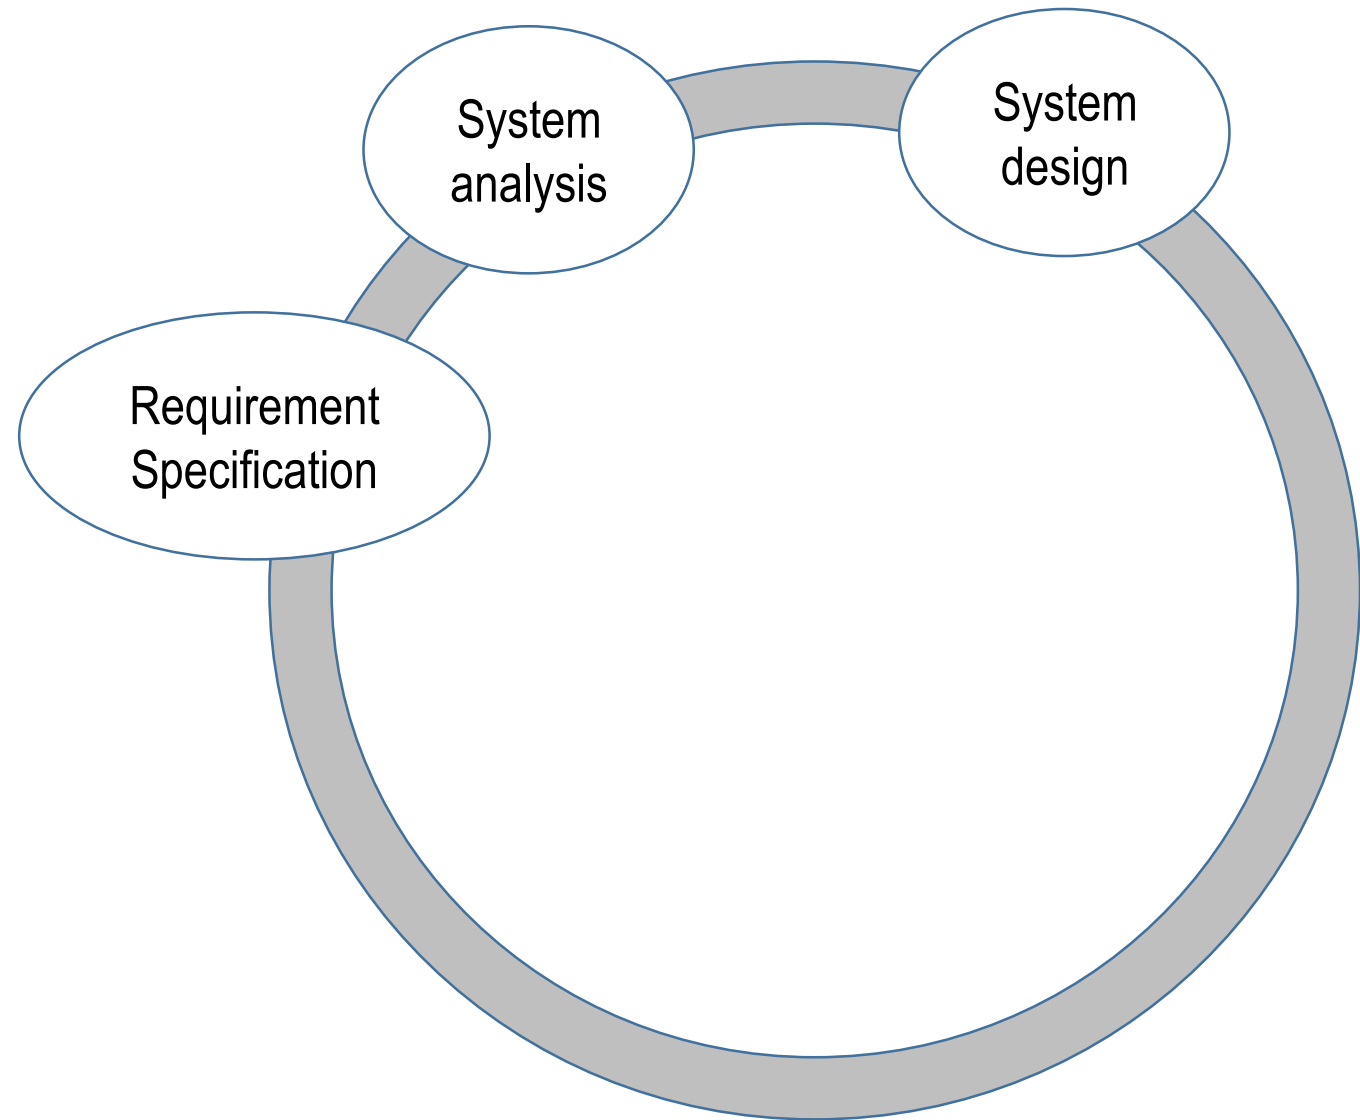 System
analysis
System
design
Requirement
Specification